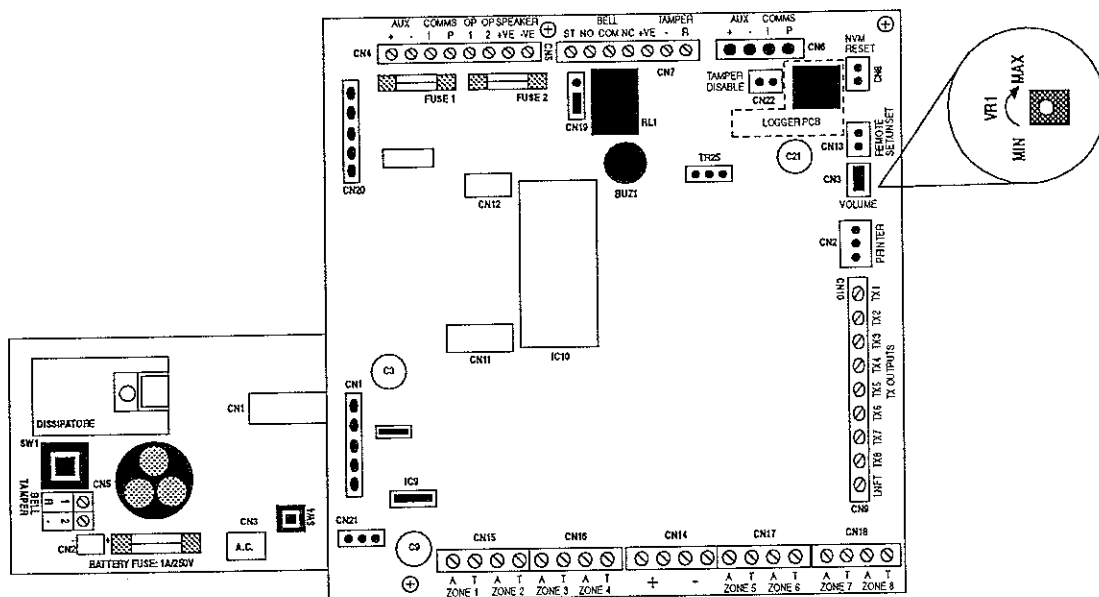 AUX COMMS OP OP SPEAKER
+ - I P 1 2 +VE -VE
CN4
CN5
BELL TAMPER
ST NO COM NC +VE - R
CN7
AUX COMMS
+ - I P
CN6
NVM RESET
CN8
FUSE 1
FUSE 2
CN19
RL1
TAMPER DISABLE
CN22
LOGGER PCB
CN13
REMOTE SET/UNSET
C21
CN3
VOLUME
MIN VR1 MAX
CN20
CN12
BUZ1
TR25
CN2
PRINTER
CN10
TX1
TX2
TX3
TX4
TX5
TX6
TX7
TX8
LNFT
TX OUTPUTS
CN9
CN11
IC10
C3
CN1
DISSIPATORE
CN1
SW1
CN5
BELL TAMPER
R 1
- 2
CN2
- +
BATTERY FUSE: 1A/250V
CN3
A.C.
SW4
IC9
CN21
C9
CN15 CN16 CN14 CN17 CN18
A T A T A T A T + - A T A T A T A T
ZONE 1 ZONE 2 ZONE 3 ZONE 4 ZONE 5 ZONE 6 ZONE 7 ZONE 8